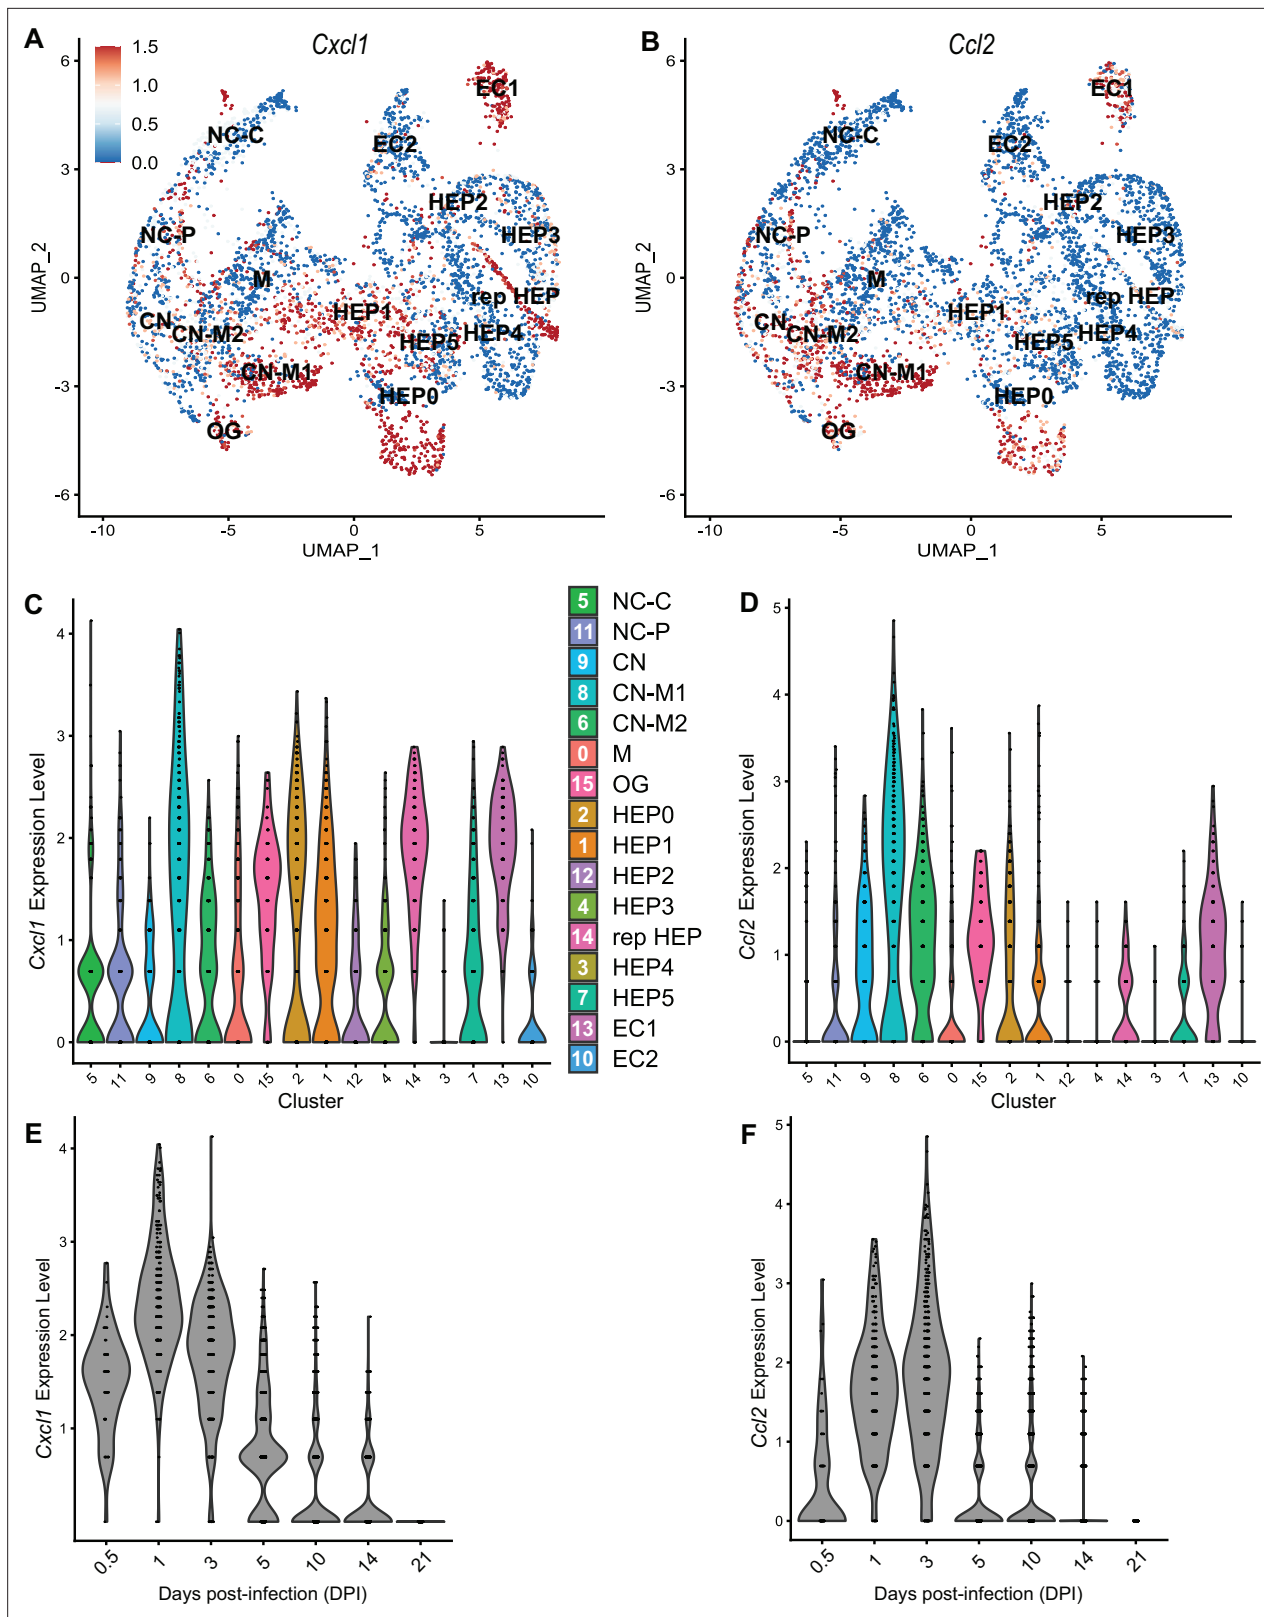 A
Cxcl1
1.5
1.0
0.5
0.0
6
3
0
-3
-6
UMAP_2
-10
-5
0
5
UMAP_1
EC1
NC-C
EC2
HEP2
NC-P
HEP3
M
rep HEP
CN
CN-M2
HEP1
HEP5
HEP4
CN-M1
HEP0
OG
B
Ccl2
6
3
0
-3
-6
UMAP_2
-10
-5
0
5
UMAP_1
EC1
NC-C
EC2
HEP2
NC-P
HEP3
M
rep HEP
CN
CN-M2
HEP1
HEP5
HEP4
CN-M1
HEP0
OG
C
Cxcl1 Expression Level
4
3
2
1
0
5 11 9 8 6 0 15 2 1 12 4 14 3 7 13 10
Cluster
5 NC-C
11 NC-P
9 CN
8 CN-M1
6 CN-M2
0 M
15 OG
2 HEP0
1 HEP1
12 HEP2
4 HEP3
14 rep HEP
3 HEP4
7 HEP5
13 EC1
10 EC2
D
Ccl2 Expression Level
5
4
3
2
1
0
5 11 9 8 6 0 15 2 1 12 4 14 3 7 13 10
Cluster
E
Cxcl1 Expression Level
4
3
2
1
0.5 1 3 5 10 14 21
Days post-infection (DPI)
F
Ccl2 Expression Level
5
4
3
2
1
0
0.5 1 3 5 10 14 21
Days post-infection (DPI)